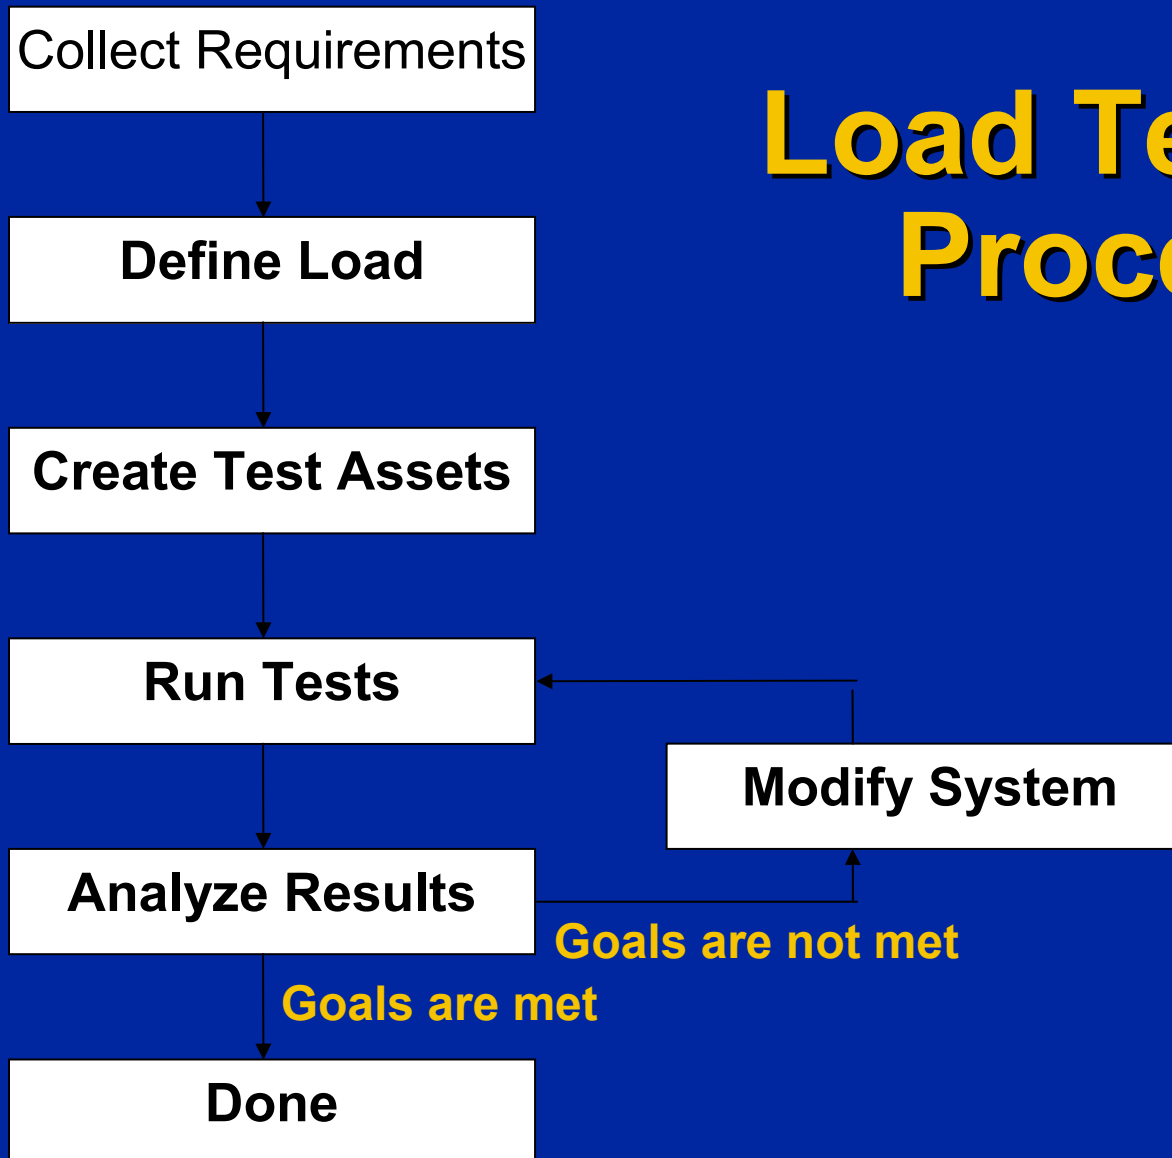 Collect Requirements
Load Te
Proce
Define Load
Create Test Assets
Run Tests
Modify System
Analyze Results
Goals are not met
Goals are met
Done